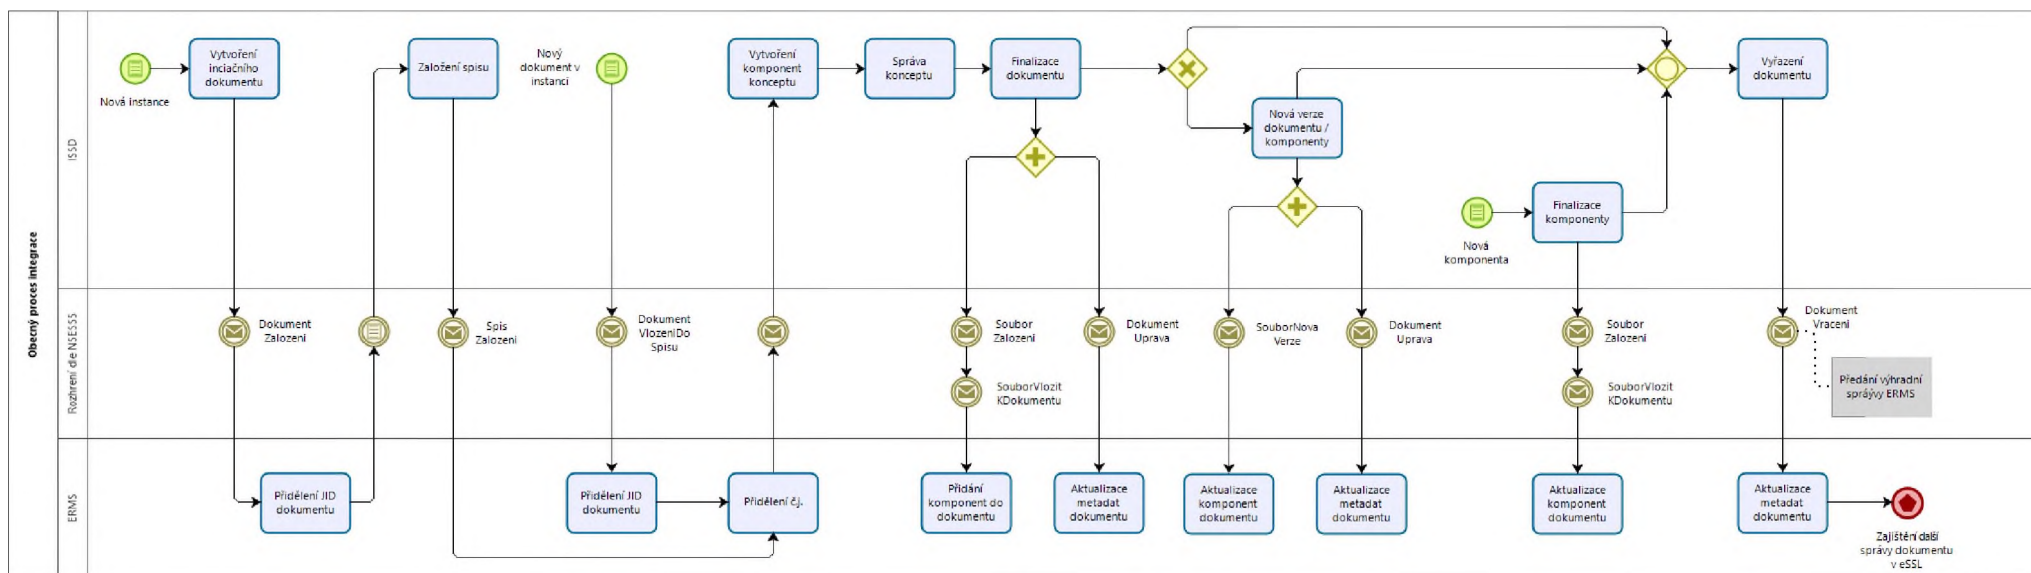 Obecný proces integrace
ISSD
Nová instance
Vytvoření
inciačního
dokumentu
Založení spisu
Nový
dokument v
instanci
Vytvoření
komponent
konceptu
Správa
konceptu
Finalizace
dokumentu
Nová verze
dokumentu /
komponenty
Nová
komponenta
Finalizace
komponenty
Vyřazení
dokumentu
Rozhrení dle NSESSS
Dokument
Zalozeni
Spis
Zalozeni
Dokument
VlozeniDo
Spisu
Soubor
Zalozeni
SouborVlozit
KDokumentu
Dokument
Uprava
SouborNova
Verze
Dokument
Uprava
Soubor
Zalozeni
SouborVlozit
KDokumentu
Dokument
Vraceni
Předání výhradní
správvy ERMS
ERMS
Přidělení JID
dokumentu
Přidělení JID
dokumentu
Přidělení č.j.
Přidání
komponent do
dokumentu
Aktualizace
metadat
dokumentu
Aktualizace
komponent
dokumentu
Aktualizace
metadat
dokumentu
Aktualizace
komponent
dokumentu
Aktualizace
metadat
dokumentu
Zajištění další
správy dokumentu
v eSSL